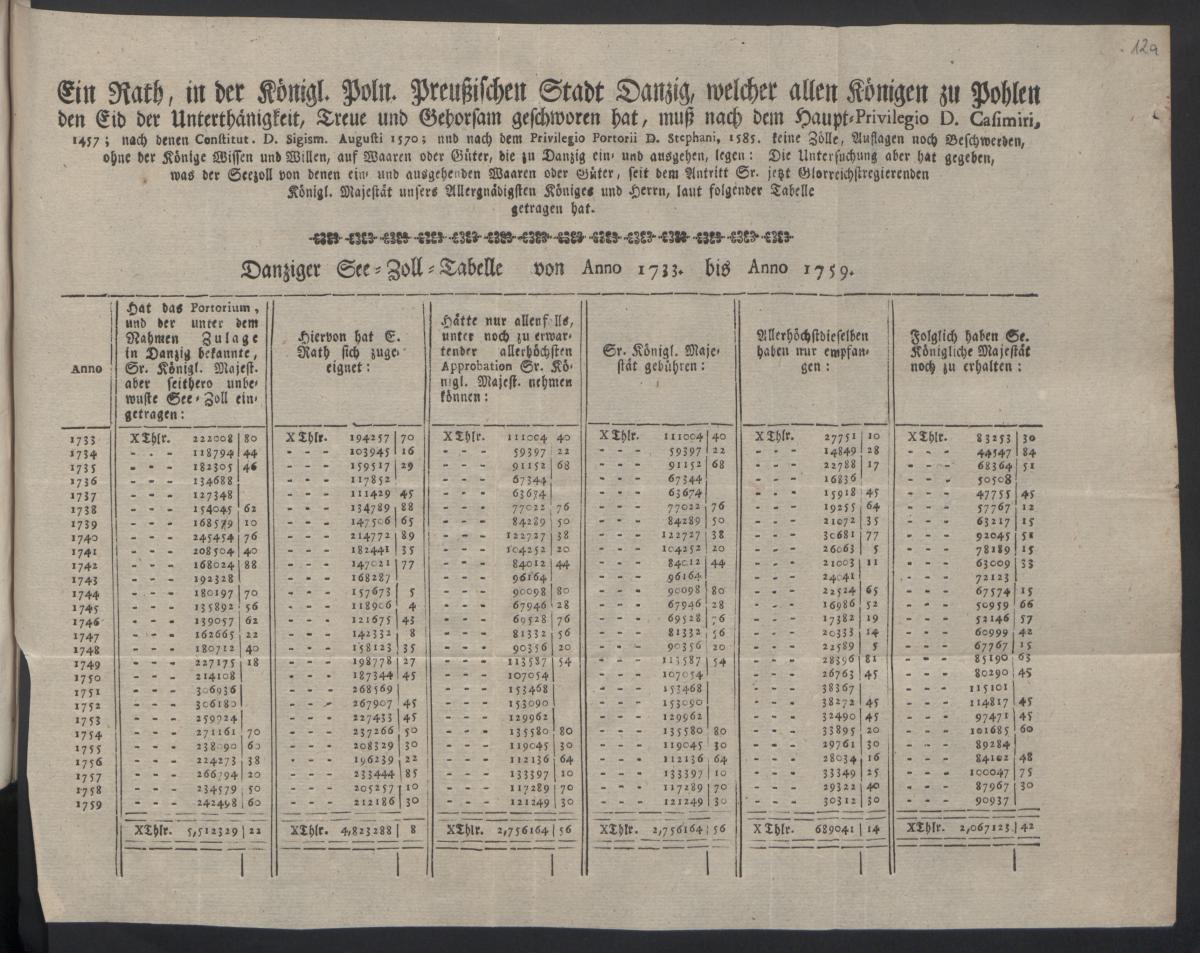 12a
Ein Rath, in der Königl. Poln. Preußischen Stadt Danzig, welcher allen Königen zu Pohlen
den Eid der Unterthänigkeit, Treue und Gehorsam geschworen hat, muß nach dem Haupt-Privilegio D. Casimiri,
1457; nach denen Constitut. D. Sigism. Augusti 1570; und nach dem Privilegio Portorii D. Stephani, 1585. keine Zölle, Auflagen noch Beschwerden,
ohne der Könige Wissen und Willen, auf Waaren oder Güter, die zu Danzig ein- und ausgehen, legen: Die Untersuchung aber hat gegeben,
was der Seezoll von denen ein- und ausgehenden Waaren oder Güter, seit dem Antritt Sr. jetzt Glorreichstregierenden
Königl. Majestät unsers Allergnädigsten Königes und Herrn, laut folgender Tabelle
getragen hat.
Danziger See-Zoll-Tabelle von Anno 1733. bis Anno 1759.
Anno
Hat das Portorium,
und der unter dem
Nahmen Zulage
in Danzig bekannte,
Sr. Königl. Majest.
aber seithero unbe-
wuste See-Zoll ein-
getragen:
Hiervon hat E.
Rath sich zuge-
eignet:
Hätte nur allenfalls,
unter noch zu erwar-
tender allerhöchsten
Approbation Sr. Kö-
nigl. Majest. nehmen
können:
Sr. Königl. Maje-
stät gebühren:
Allerhöchstdieselben
haben nur empfan-
gen:
Folglich haben Se.
Königliche Majestät
noch zu erhalten:
1733 XThlr. 222008 80 XThlr. 194257 70 XThlr. 111004 40 XThlr. 111004 40 XThlr. 27751 10 XThlr. 83253 30
1734 - - - 118794 44 - - - 103945 16 - - - 59397 22 - - - 59397 22 - - - 14849 28 - - - 44547 84
1735 - - - 182305 46 - - - 159517 29 - - - 91152 68 - - - 91152 68 - - - 22788 17 - - - 68364 51
1736 - - - 134688 - - - 117852 - - - 67344 - - - 67344 - - - 16836 - - - 50508
1737 - - - 127348 - - - 111429 45 - - - 63674 - - - 63674 - - - 15918 45 - - - 47755 45
1738 - - - 154045 62 - - - 134789 88 - - - 77022 76 - - - 77022 76 - - - 19255 64 - - - 57767 12
1739 - - - 168579 10 - - - 147506 65 - - - 84289 50 - - - 84289 50 - - - 21072 35 - - - 63217 15
1740 - - - 245454 76 - - - 214772 89 - - - 122727 38 - - - 122727 38 - - - 30681 77 - - - 92045 51
1741 - - - 208504 40 - - - 182441 35 - - - 104252 20 - - - 104252 20 - - - 26063 5 - - - 78189 15
1742 - - - 168024 88 - - - 147021 77 - - - 84012 44 - - - 84012 44 - - - 21003 11 - - - 63009 33
1743 - - - 192328 - - - 168287 - - - 96164 - - - 96164 - - - 24041 - - - 72123
1744 - - - 180197 70 - - - 157673 5 - - - 90098 80 - - - 90098 80 - - - 22524 65 - - - 67574 15
1745 - - - 135892 56 - - - 118906 4 - - - 67946 28 - - - 67946 28 - - - 16986 52 - - - 50959 66
1746 - - - 139057 62 - - - 121675 43 - - - 69528 76 - - - 69528 76 - - - 17382 19 - - - 52146 57
1747 - - - 162665 22 - - - 142332 8 - - - 81332 56 - - - 81332 56 - - - 20333 14 - - - 60999 42
1748 - - - 180712 40 - - - 158123 35 - - - 90356 20 - - - 90356 20 - - - 22589 5 - - - 67767 15
1749 - - - 227175 18 - - - 198778 27 - - - 113587 54 - - - 113587 54 - - - 28396 81 - - - 85190 63
1750 - - - 214108 - - - 187344 45 - - - 107054 - - - 107054 - - - 26763 45 - - - 80290 45
1751 - - - 306936 - - - 268569 - - - 153468 - - - 153468 - - - 38367 - - - 115101
1752 - - - 306180 - - - 267907 45 - - - 153090 - - - 153090 - - - 38272 45 - - - 114817 45
1753 - - - 259924 - - - 227433 45 - - - 129962 - - - 129962 - - - 32490 45 - - - 97471 45
1754 - - - 271161 70 - - - 237266 50 - - - 135580 80 - - - 135580 80 - - - 33895 20 - - - 101685 60
1755 - - - 238090 60 - - - 208329 30 - - - 119045 30 - - - 119045 30 - - - 29761 30 - - - 89284
1756 - - - 224273 38 - - - 196239 22 - - - 112136 64 - - - 112136 64 - - - 28034 16 - - - 84102 48
1757 - - - 266794 20 - - - 233444 85 - - - 133397 10 - - - 133397 10 - - - 33349 25 - - - 100047 75
1758 - - - 234579 50 - - - 205257 10 - - - 117289 70 - - - 117289 70 - - - 29322 40 - - - 87967 30
1759 - - - 242498 60 - - - 212186 30 - - - 121249 30 - - - 121249 30 - - - 30312 30 - - - 90937
XThlr. 5,512329 22 XThlr. 4,823288 8 XThlr. 2,756164 56 XThlr. 2,756164 56 XThlr. 689041 14 XThlr. 2,067123 42